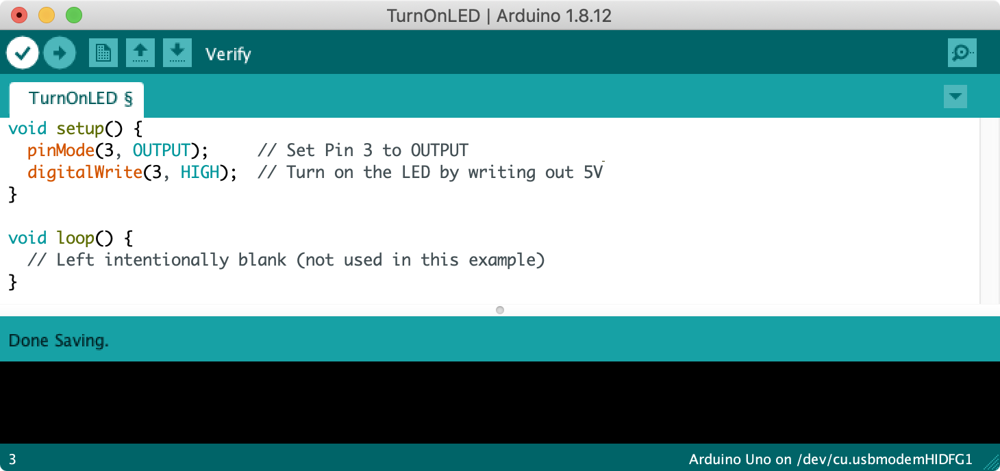 TurnOnLED | Arduino 1.8.12
Verify
TurnOnLED §
void setup() {
  pinMode(3, OUTPUT);     // Set Pin 3 to OUTPUT
  digitalWrite(3, HIGH);  // Turn on the LED by writing out 5V
}
void loop() {
  // Left intentionally blank (not used in this example)
}
Done Saving.
3
Arduino Uno on /dev/cu.usbmodemHIDFG1